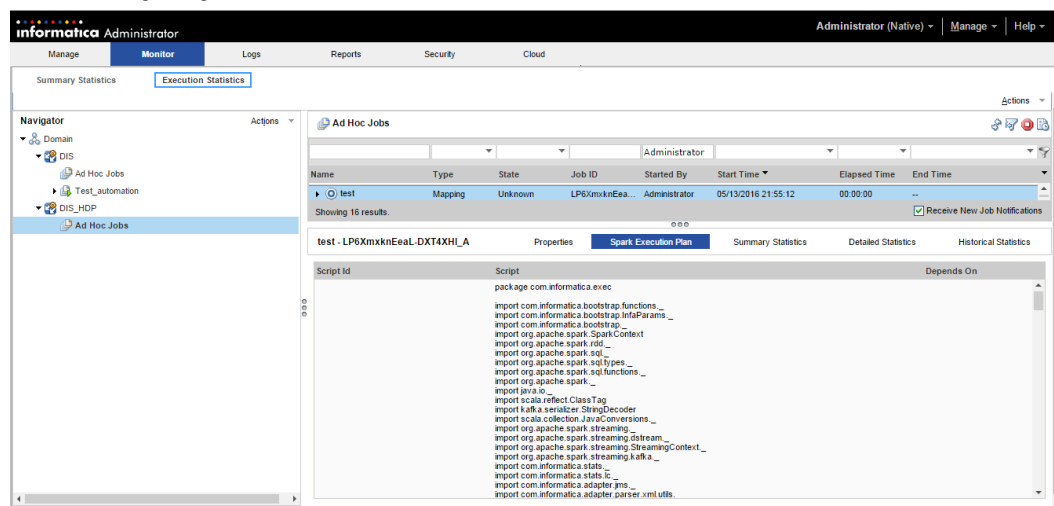 informatica Administrator
Administrator (Native) Manage Help
Manage Monitor Logs Reports Security Cloud
Summary Statistics Execution Statistics
Actions
Navigator Actions
Domain
DIS
Ad Hoc Jobs
Test_automation
DIS_HDP
Ad Hoc Jobs
Ad Hoc Jobs
Administrator
Name Type State Job ID Started By Start Time Elapsed Time End Time
test Mapping Unknown LP6XmxknEea... Administrator 05/13/2016 21:55:12 00:00:00 --
Showing 16 results. Receive New Job Notifications
test - LP6XmxknEeaL-DXT4XHI_A Properties Spark Execution Plan Summary Statistics Detailed Statistics Historical Statistics
Script Id Script Depends On
package com.informatica.exec
import com.informatica.bootstrap.functions._
import com.informatica.bootstrap.InfaParams._
import com.informatica.bootstrap._
import org.apache.spark.SparkContext
import org.apache.spark.rdd._
import org.apache.spark.sql._
import org.apache.spark.sql.types._
import org.apache.spark.sql.functions._
import org.apache.spark._
import java.io._
import scala.reflect.ClassTag
import kafka.serializer.StringDecoder
import scala.collection.JavaConversions._
import org.apache.spark.streaming._
import org.apache.spark.streaming.dstream._
import org.apache.spark.streaming.StreamingContext._
import org.apache.spark.streaming.kafka._
import com.informatica.stats._
import com.informatica.stats.lc._
import com.informatica.adapter.jms._
import com.informatica.adapter.parser.xml.utils.